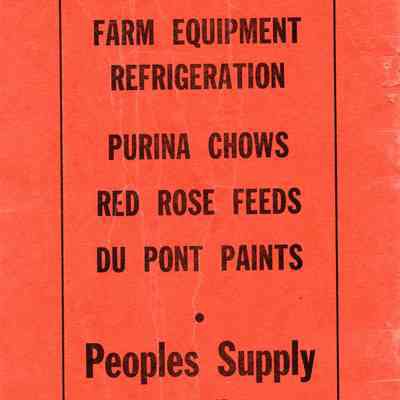 FARM EQUIPMENT
REFRIGERATION
PURINA CHOWS
RED ROSE FEEDS
DU PONT PAINTS
•
Peoples Supply